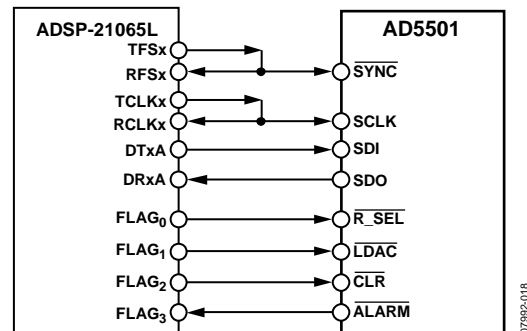 ADSP-21065L
AD5501
TFSx
RFSx
SYNC
TCLKx
RCLKx
SCLK
DTxA
SDI
DRxA
SDO
FLAG0
R_SEL
FLAG1
LDAC
FLAG2
CLR
FLAG3
ALARM
07992-018